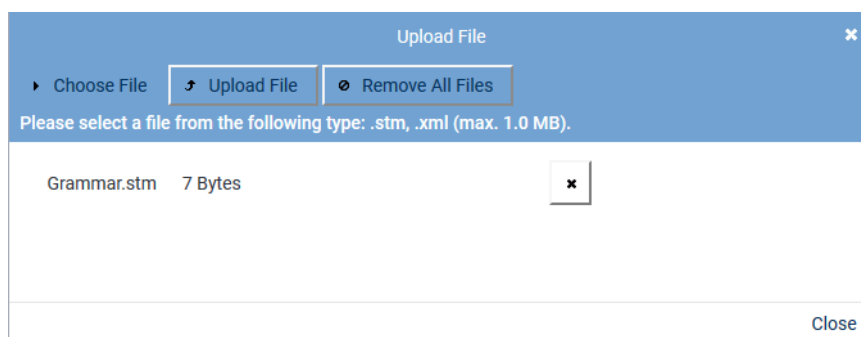 Upload File
Choose File Upload File Remove All Files
Please select a file from the following type: .stm, .xml (max. 1.0 MB).
Grammar.stm 7 Bytes
Close